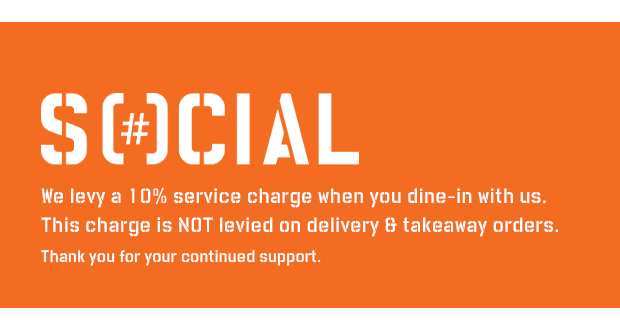 S(#)CIAL
We levy a 10% service charge when you dine-in with us.
This charge is NOT levied on delivery & takeaway orders.
Thank you for your continued support.